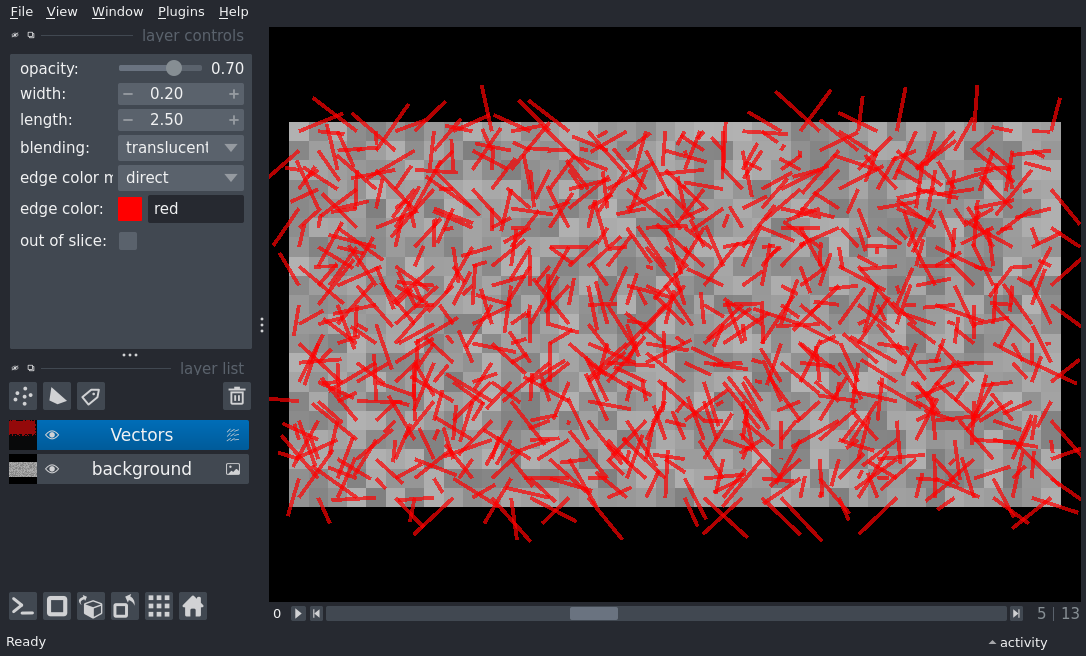 File View Window Plugins Help
layer controls
opacity: 0.70
width: 0.20
length: 2.50
blending: translucent
edge color m direct
edge color: red
out of slice:
layer list
Vectors
background
0 5 | 13
Ready activity